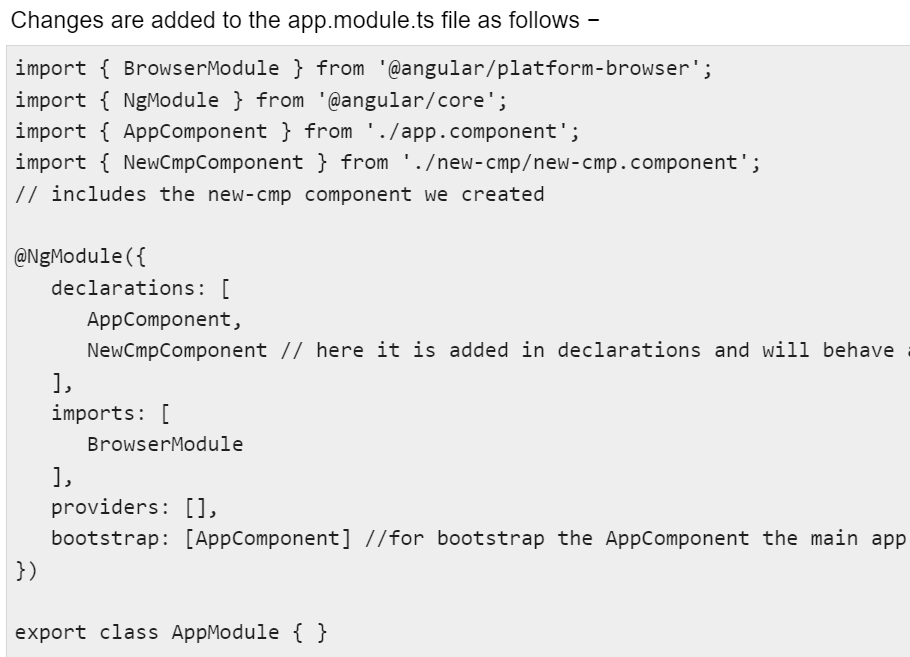 Changes are added to the app.module.ts file as follows −
import { BrowserModule } from '@angular/platform-browser';
import { NgModule } from '@angular/core';
import { AppComponent } from './app.component';
import { NewCmpComponent } from './new-cmp/new-cmp.component';
// includes the new-cmp component we created

@NgModule({
   declarations: [
      AppComponent,
      NewCmpComponent // here it is added in declarations and will behave
   ],
   imports: [
      BrowserModule
   ],
   providers: [],
   bootstrap: [AppComponent] //for bootstrap the AppComponent the main app
})

export class AppModule { }